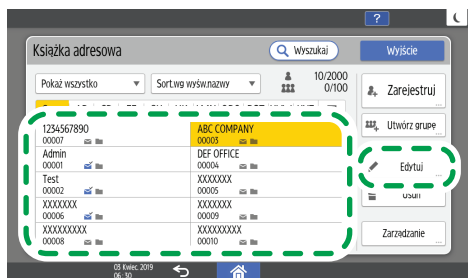 ?
Książka adresowa
Wyszukaj
Wyjście
Pokaż wszystko
Sort.wg wyśw.nazwy
10/2000
0/100
Zarejestruj
...
Utwórz grupę
...
1234567890
00007
ABC COMPANY
00003
Admin
00001
DEF OFFICE
00004
Edytuj
...
Test
00002
XXXXXXX
00005
Usuń
XXXXXXX
00006
XXXXXXX
00009
XXXXXXXXX
00008
XXXXXXXXX
00010
Zarządzanie
...
03 Kwiec 2019
06:30